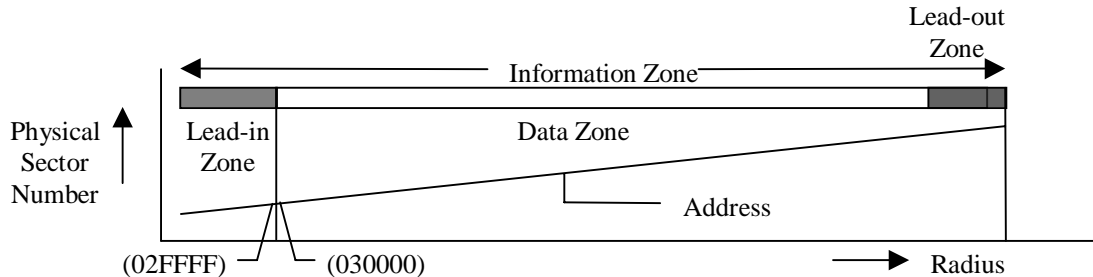 Lead-out
Zone
Information Zone
Physical
Sector
Number
Lead-in
Zone
Data Zone
Address
(02FFFF)
(030000)
Radius